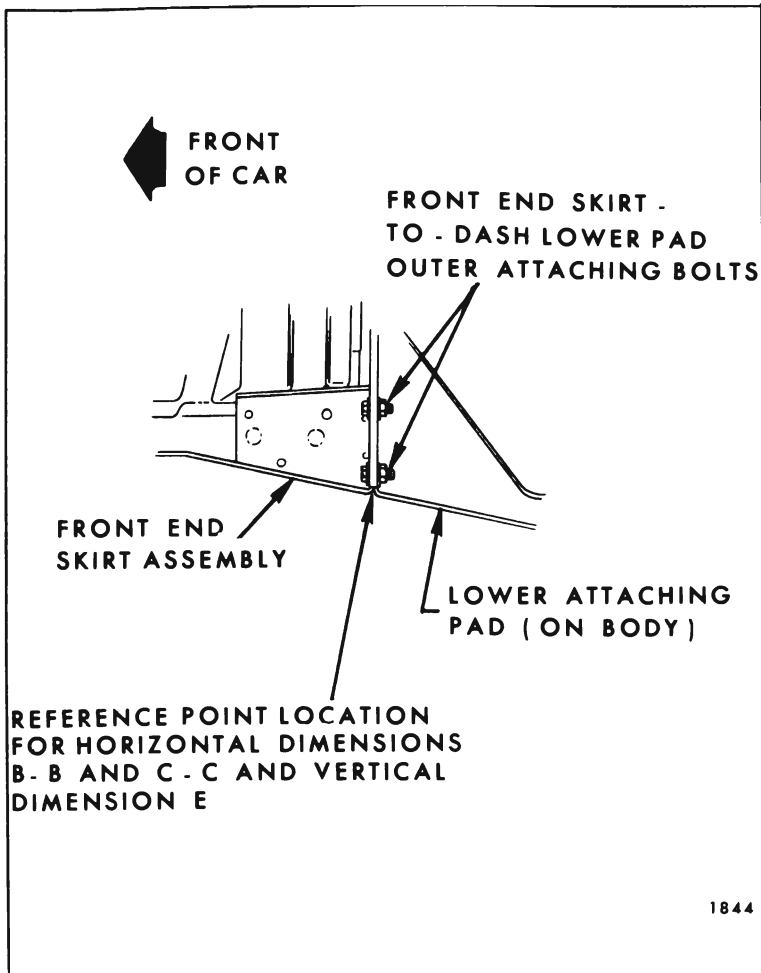 FRONT
OF CAR
FRONT END SKIRT -
TO - DASH LOWER PAD
OUTER ATTACHING BOLTS
FRONT END
SKIRT ASSEMBLY
LOWER ATTACHING
PAD ( ON BODY )
REFERENCE POINT LOCATION
FOR HORIZONTAL DIMENSIONS
B - B AND C - C AND VERTICAL
DIMENSION E
1844